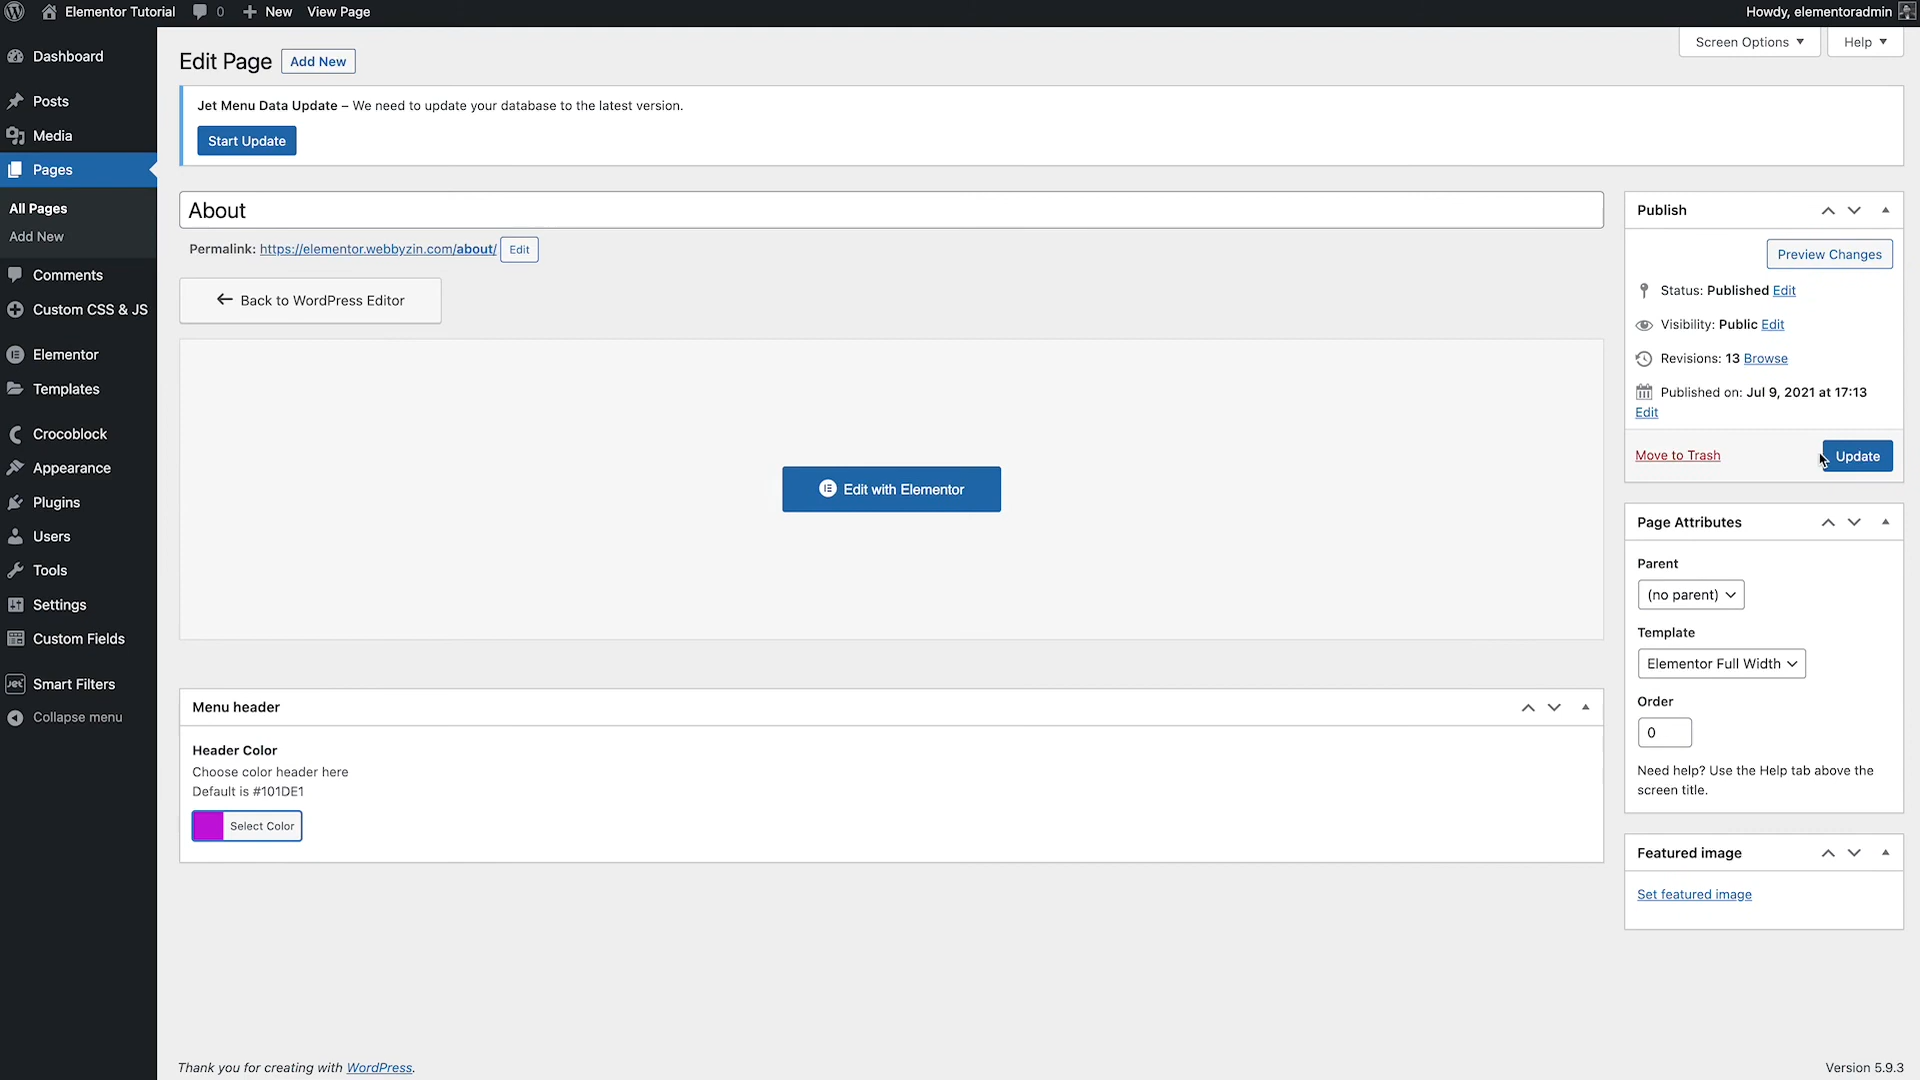 Elementor Tutorial
0
New
View Page
Howdy, elementoradmin
Dashboard
Posts
Media
Pages
All Pages
Add New
Comments
Custom CSS & JS
Elementor
Templates
Crocoblock
Appearance
Plugins
Users
Tools
Settings
Custom Fields
Jet
Smart Filters
Collapse menu
Screen Options
Help
Edit Page
Add New
Jet Menu Data Update – We need to update your database to the latest version.
Start Update
About
Permalink: https://elementor.webbyzin.com/about/ Edit
Back to WordPress Editor
Edit with Elementor
Menu header
Header Color
Choose color header here
Default is #101DE1
Select Color
Publish
Preview Changes
Status: Published Edit
Visibility: Public Edit
Revisions: 13 Browse
Published on: Jul 9, 2021 at 17:13
Edit
Move to Trash
Update
Page Attributes
Parent
(no parent)
Template
Elementor Full Width
Order
0
Need help? Use the Help tab above the
screen title.
Featured image
Set featured image
Thank you for creating with WordPress.
Version 5.9.3